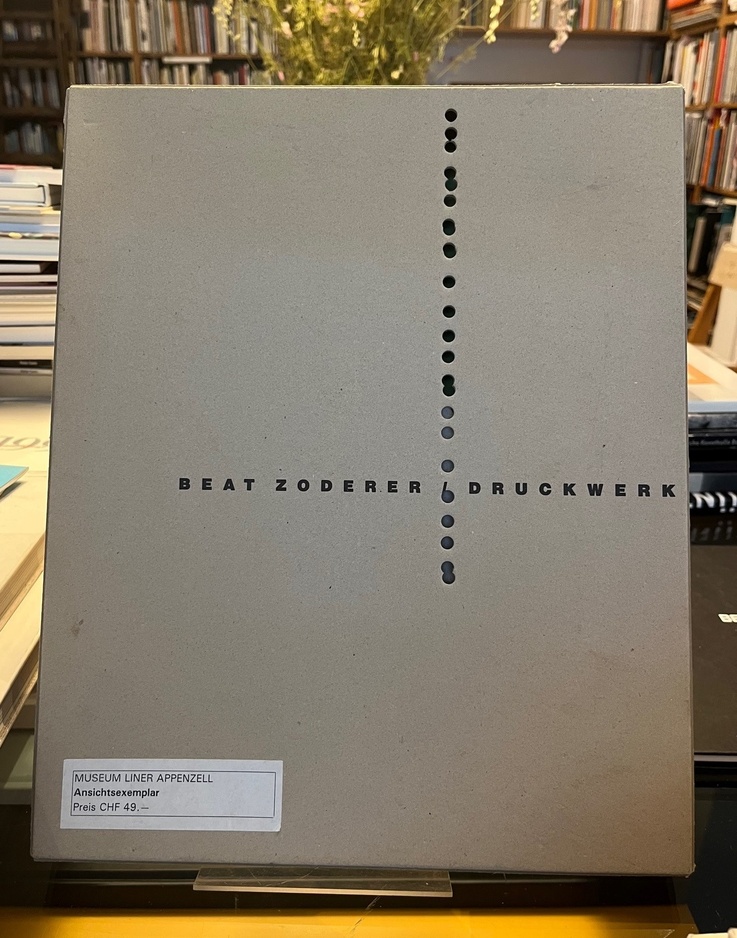 BEAT ZODERER / DRUCKWERK
MUSEUM LINER APPENZELL
Ansichtsexemplar
Preis CHF 49.—